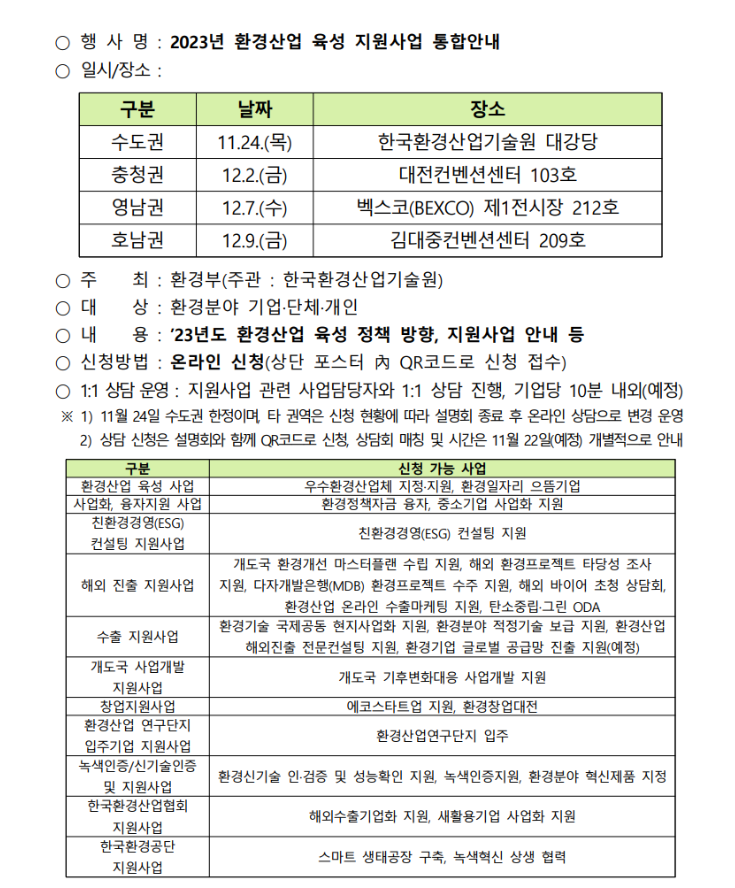 ○ 행 사 명 : 2023년 환경산업 육성 지원사업 통합안내
○ 일시/장소 :
구분 날짜 장소
수도권 11.24.(목) 한국환경산업기술원 대강당
충청권 12.2.(금) 대전컨벤션센터 103호
영남권 12.7.(수) 벡스코(BEXCO) 제1전시장 212호
호남권 12.9.(금) 김대중컨벤션센터 209호
○ 주 최 : 환경부(주관 : 한국환경산업기술원)
○ 대 상 : 환경분야 기업·단체·개인
○ 내 용 : ’23년도 환경산업 육성 정책 방향, 지원사업 안내 등
○ 신청방법 : 온라인 신청(상단 포스터 內 QR코드로 신청 접수)
○ 1:1 상담 운영 : 지원사업 관련 사업담당자와 1:1 상담 진행, 기업당 10분 내외(예정)
※ 1) 11월 24일 수도권 한정이며, 타 권역은 신청 현황에 따라 설명회 종료 후 온라인 상담으로 변경 운영
2) 상담 신청은 설명회와 함께 QR코드로 신청, 상담회 매칭 및 시간은 11월 22일(예정) 개별적으로 안내
구분 신청 가능 사업
환경산업 육성 사업 우수환경산업체 지정·지원, 환경일자리 으뜸기업
사업화, 융자지원 사업 환경정책자금 융자, 중소기업 사업화 지원
친환경경영(ESG)
컨설팅 지원사업
친환경경영(ESG) 컨설팅 지원
해외 진출 지원사업
개도국 환경개선 마스터플랜 수립 지원, 해외 환경프로젝트 타당성 조사
지원, 다자개발은행(MDB) 환경프로젝트 수주 지원, 해외 바이어 초청 상담회,
환경산업 온라인 수출마케팅 지원, 탄소중립·그린 ODA
수출 지원사업
환경기술 국제공동 현지사업화 지원, 환경분야 적정기술 보급 지원, 환경산업
해외진출 전문컨설팅 지원, 환경기업 글로벌 공급망 진출 지원(예정)
개도국 사업개발
지원사업
개도국 기후변화대응 사업개발 지원
창업지원사업 에코스타트업 지원, 환경창업대전
환경산업 연구단지
입주기업 지원사업
환경산업연구단지 입주
녹색인증/신기술인증
및 지원사업
환경신기술 인·검증 및 성능확인 지원, 녹색인증지원, 환경분야 혁신제품 지정
한국환경산업협회
지원사업
해외수출기업화 지원, 새활용기업 사업화 지원
한국환경공단
지원사업
스마트 생태공장 구축, 녹색혁신 상생 협력